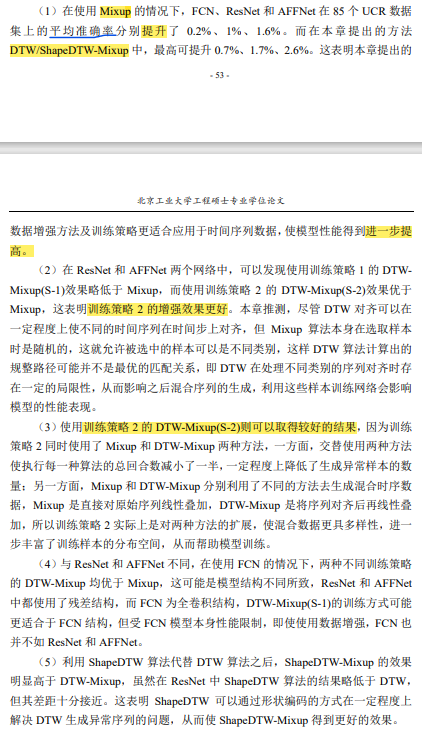 （1）在使用 Mixup 的情况下，FCN、ResNet 和 AFFNet 在 85 个 UCR 数据
集上的平均准确率分别提升了 0.2%、1%、1.6%。而在本章提出的方法
DTW/ShapeDTW-Mixup 中，最高可提升 0.7%、1.7%、2.6%。这表明本章提出的
- 53 -
北京工业大学工程硕士专业学位论文
数据增强方法及训练策略更适合应用于时间序列数据，使模型性能得到进一步提
高。
（2）在 ResNet 和 AFFNet 两个网络中，可以发现使用训练策略 1 的 DTW-
Mixup(S-1)效果略低于 Mixup，而使用训练策略 2 的 DTW-Mixup(S-2)效果优于
Mixup，这表明训练策略 2 的增强效果更好。本章推测，尽管 DTW 对齐可以在
一定程度上使不同的时间序列在时间步上对齐，但 Mixup 算法本身在选取样本
时是随机的，这就允许被选中的样本可以是不同类别，这样 DTW 算法计算出的
规整路径可能并不是最优的匹配关系，即 DTW 在处理不同类别的序列对齐时存
在一定的局限性，从而影响之后混合序列的生成，利用这些样本训练网络会影响
模型的性能表现。
（3）使用训练策略 2 的 DTW-Mixup(S-2)则可以取得较好的结果，因为训练
策略 2 同时使用了 Mixup 和 DTW-Mixup 两种方法，一方面，交替使用两种方法
使执行每一种算法的总回合数减小了一半，一定程度上降低了生成异常样本的数
量；另一方面，Mixup 和 DTW-Mixup 分别利用了不同的方法去生成混合时序数
据，Mixup 是直接对原始序列线性叠加，DTW-Mixup 是将序列对齐后再线性叠
加，所以训练策略 2 实际上是对两种方法的扩展，使混合数据更具多样性，进一
步丰富了训练样本的分布空间，从而帮助模型训练。
（4）与 ResNet 和 AFFNet 不同，在使用 FCN 的情况下，两种不同训练策略
的 DTW-Mixup 均优于 Mixup，这可能是模型结构不同所致，ResNet 和 AFFNet
中都使用了残差结构，而 FCN 为全卷积结构，DTW-Mixup(S-1)的训练方式可能
更适合于 FCN 结构，但受 FCN 模型本身性能限制，即使使用数据增强，FCN 也
并不如 ResNet 和 AFFNet。
（5）利用 ShapeDTW 算法代替 DTW 算法之后，ShapeDTW-Mixup 的效果
明显高于 DTW-Mixup，虽然在 ResNet 中 ShapeDTW 算法的结果略低于 DTW，
但其差距十分接近。这表明 ShapeDTW 可以通过形状编码的方式在一定程度上
解决 DTW 生成异常序列的问题，从而使 ShapeDTW-Mixup 得到更好的效果。